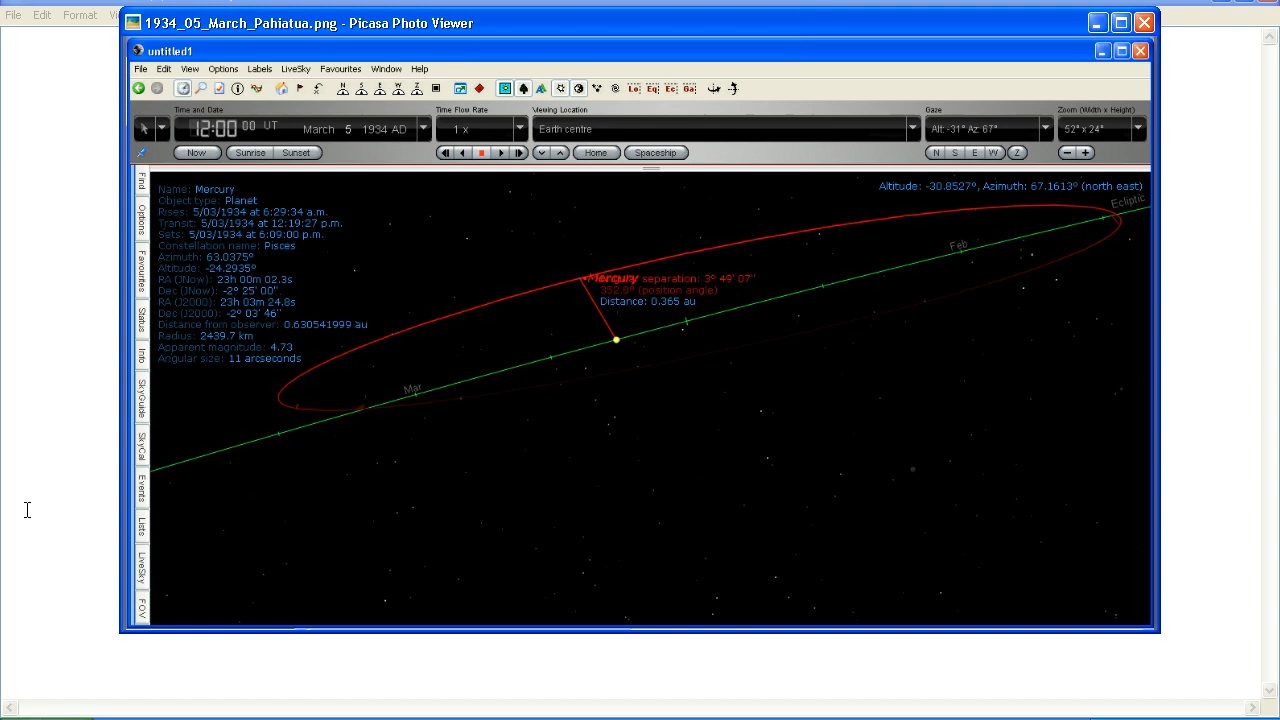 File Edit Format Vi
1934_05_March_Pahiatua.png - Picasa Photo Viewer
untitled1
File Edit View Options Labels LiveSky Favourites Window Help
Lo Eq Ec Ga
Time and Date Time Flow Rate Viewing Location Gaze Zoom (Width x Height)
12:00 00 UT March 5 1934 AD 1 x Earth centre Alt: -31° Az: 67° 52° x 24°
Now Sunrise Sunset Home Spaceship N S E W Z
Find
Options
Favourites
Status
Info
SkyGuide
SkyCal
Events
Lists
LiveSky
FOV
Name: Mercury
Object type: Planet
Rises: 5/03/1934 at 6:29:34 a.m.
Transit: 5/03/1934 at 12:19:27 p.m.
Sets: 5/03/1934 at 6:09:00 p.m.
Constellation name: Pisces
Azimuth: 63.0375°
Altitude: -24.2935°
RA (JNow): 23h 00m 02.3s
Dec (JNow): -2° 25' 00"
RA (J2000): 23h 03m 24.8s
Dec (J2000): -2° 03' 46"
Distance from observer: 0.630541999 au
Radius: 2439.7 km
Apparent magnitude: 4.73
Angular size: 11 arcseconds
Altitude: -30.8527°, Azimuth: 67.1613° (north east)
Ecliptic
Feb
Mercury separation: 3° 49' 07"
352.8° (position angle)
Distance: 0.365 au
Mar